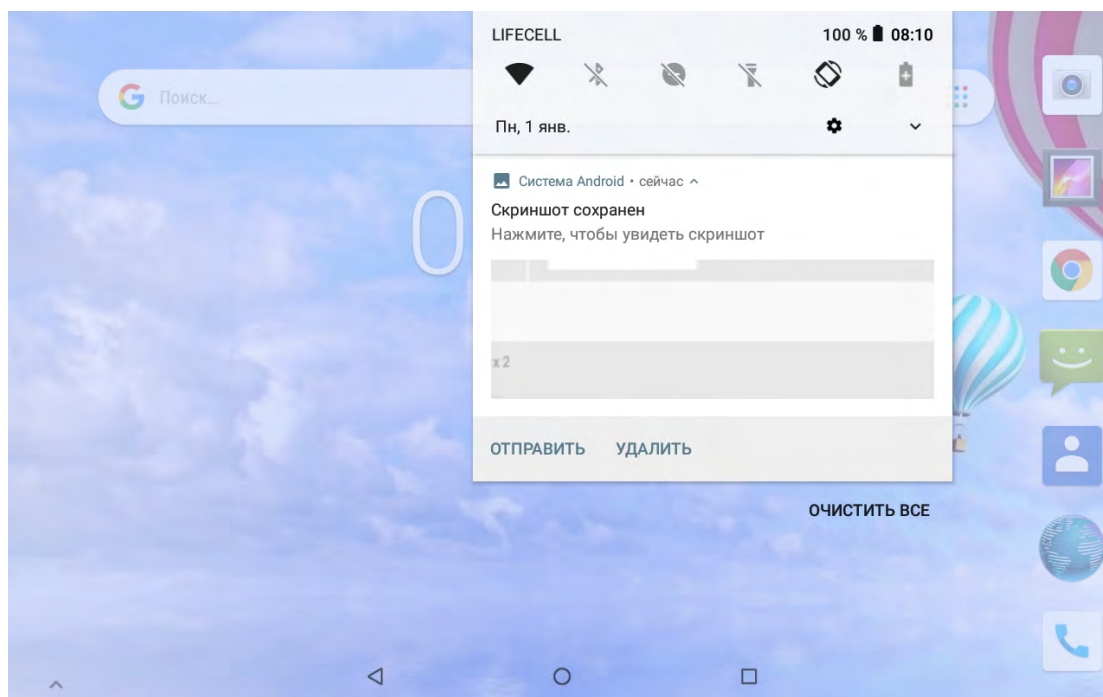 LIFECELL
100 % 08:10
Поиск...
Пн, 1 янв.
Система Android • сейчас
Скриншот сохранен
Нажмите, чтобы увидеть скриншот
0
x 2
ОТПРАВИТЬ УДАЛИТЬ
ОЧИСТИТЬ ВСЕ